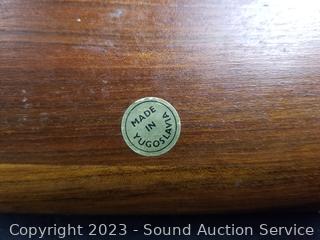 MADE
IN
YUGOSLAVIA
Copyright 2023 - Sound Auction Service